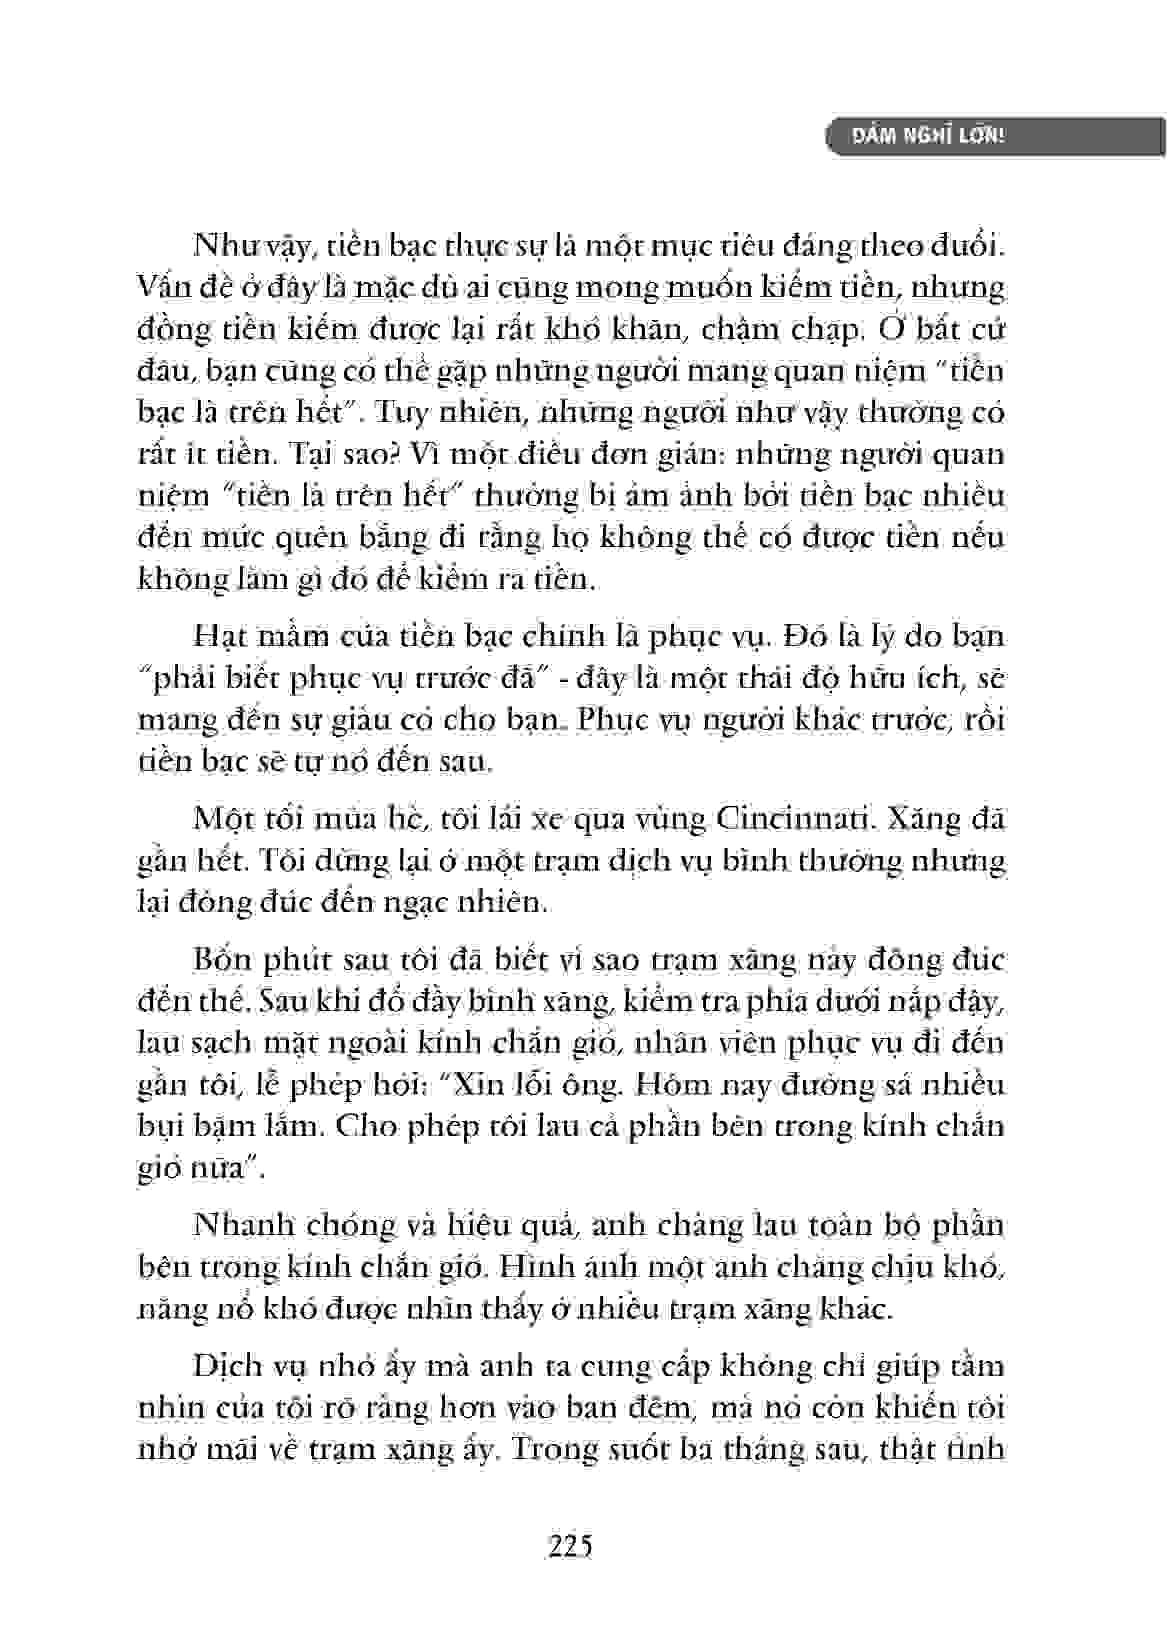 DÁM NGHĨ LỚN!
Như vậy, tiền bạc thực sự là một mục tiêu đáng theo đuổi.
Vấn đề ở đây là mặc dù ai cũng mong muốn kiếm tiền, nhưng
đồng tiền kiếm được lại rất khó khăn, chậm chạp. Ở bất cứ
đâu, bạn cũng có thể gặp những người mang quan niệm “tiền
bạc là trên hết”. Tuy nhiên, những người như vậy thường có
rất ít tiền. Tại sao? Vì một điều đơn giản: những người quan
niệm “tiền là trên hết” thường bị ám ảnh bởi tiền bạc nhiều
đến mức quên bẵng đi rằng họ không thể có được tiền nếu
không làm gì đó để kiếm ra tiền.
Hạt mầm của tiền bạc chính là phục vụ. Đó là lý do bạn
“phải biết phục vụ trước đã” - đây là một thái độ hữu ích, sẽ
mang đến sự giàu có cho bạn. Phục vụ người khác trước, rồi
tiền bạc sẽ tự nó đến sau.
Một tối mùa hè, tôi lái xe qua vùng Cincinnati. Xăng đã
gần hết. Tôi dừng lại ở một trạm dịch vụ bình thường nhưng
lại đông đúc đến ngạc nhiên.
Bốn phút sau tôi đã biết vì sao trạm xăng này đông đúc
đến thế. Sau khi đổ đầy bình xăng, kiểm tra phía dưới nắp đậy,
lau sạch mặt ngoài kính chắn gió, nhân viên phục vụ đi đến
gần tôi, lễ phép hỏi: “Xin lỗi ông. Hôm nay đường sá nhiều
bụi bặm lắm. Cho phép tôi lau cả phần bên trong kính chắn
gió nữa”.
Nhanh chóng và hiệu quả, anh chàng lau toàn bộ phần
bên trong kính chắn gió. Hình ảnh một anh chàng chịu khó,
năng nổ khó được nhìn thấy ở nhiều trạm xăng khác.
Dịch vụ nhỏ ấy mà anh ta cung cấp không chỉ giúp tầm
nhìn của tôi rõ ràng hơn vào ban đêm, mà nó còn khiến tôi
nhớ mãi về trạm xăng ấy. Trong suốt ba tháng sau, thật tình
225